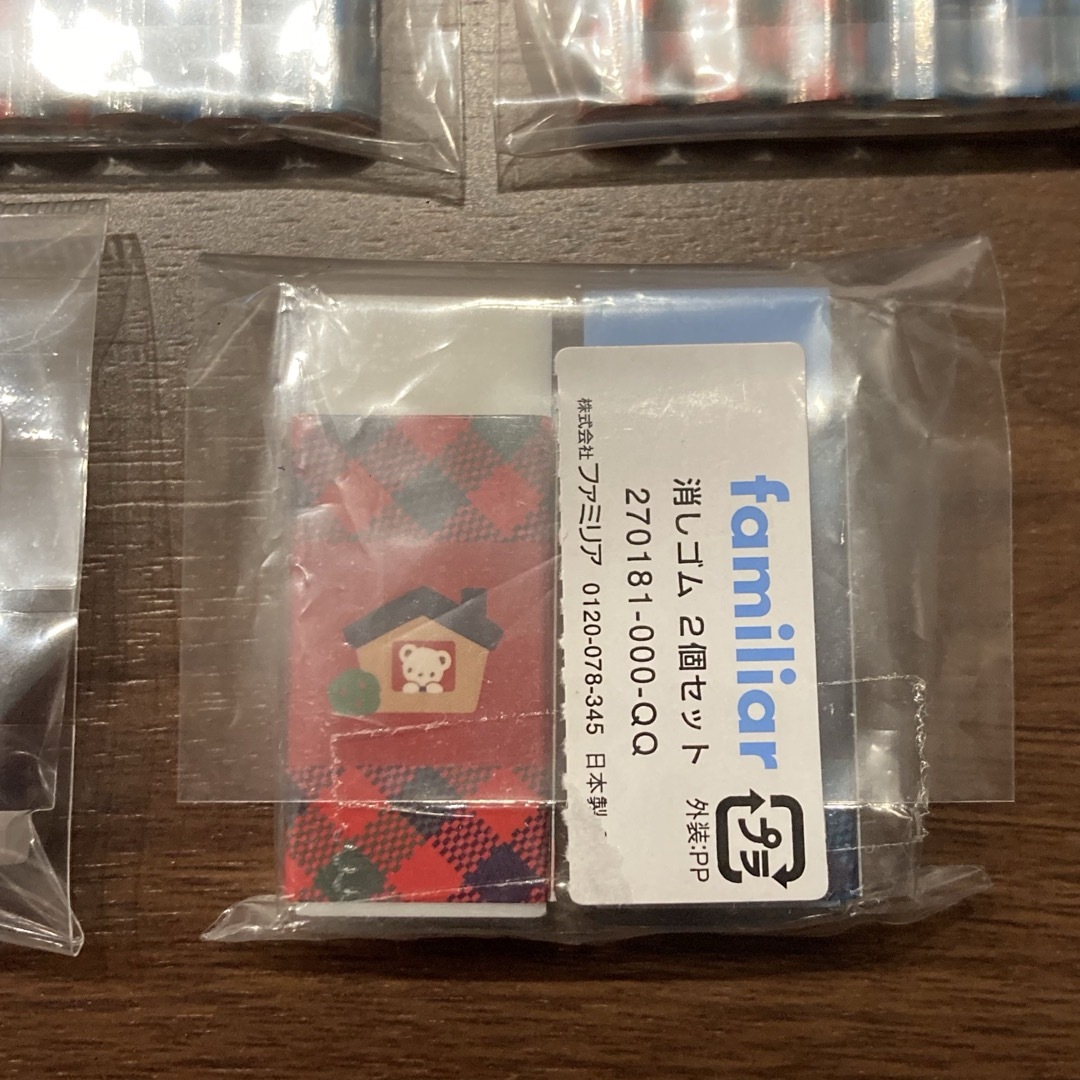 familiar
消しゴム 2個セット
270181-000-QQ
株式会社ファミリア 0120-078-345 日本製
プラ
外装:PP